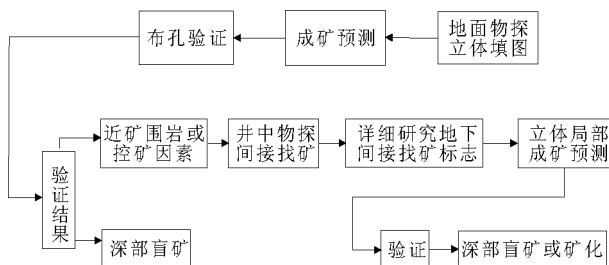 布孔验证
成矿预测
地面物探
立体填图
近矿围岩或
控矿因素
井中物探
间接找矿
详细研究地下
间接找矿标志
立体局部
成矿预测
验证结果
深部盲矿
验证
深部盲矿或矿化